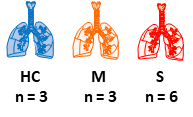 HC M S
n = 3 n = 3 n = 6